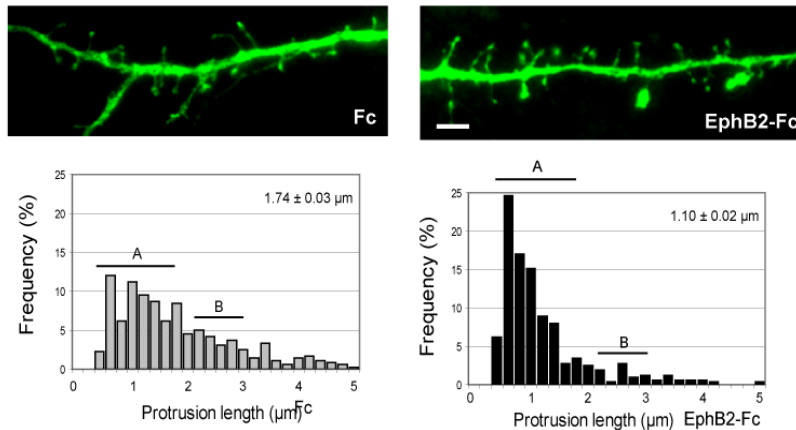 Fc
EphB2-Fc
25
20
15
10
5
0
Frequency (%)
1.74 ± 0.03 µm
A
B
0
1
2
3
4
5
Protrusion length (µm)
Fc
25
20
15
10
5
0
Frequency (%)
A
1.10 ± 0.02 µm
B
0
1
2
3
4
5
Protrusion length (µm)
EphB2-Fc